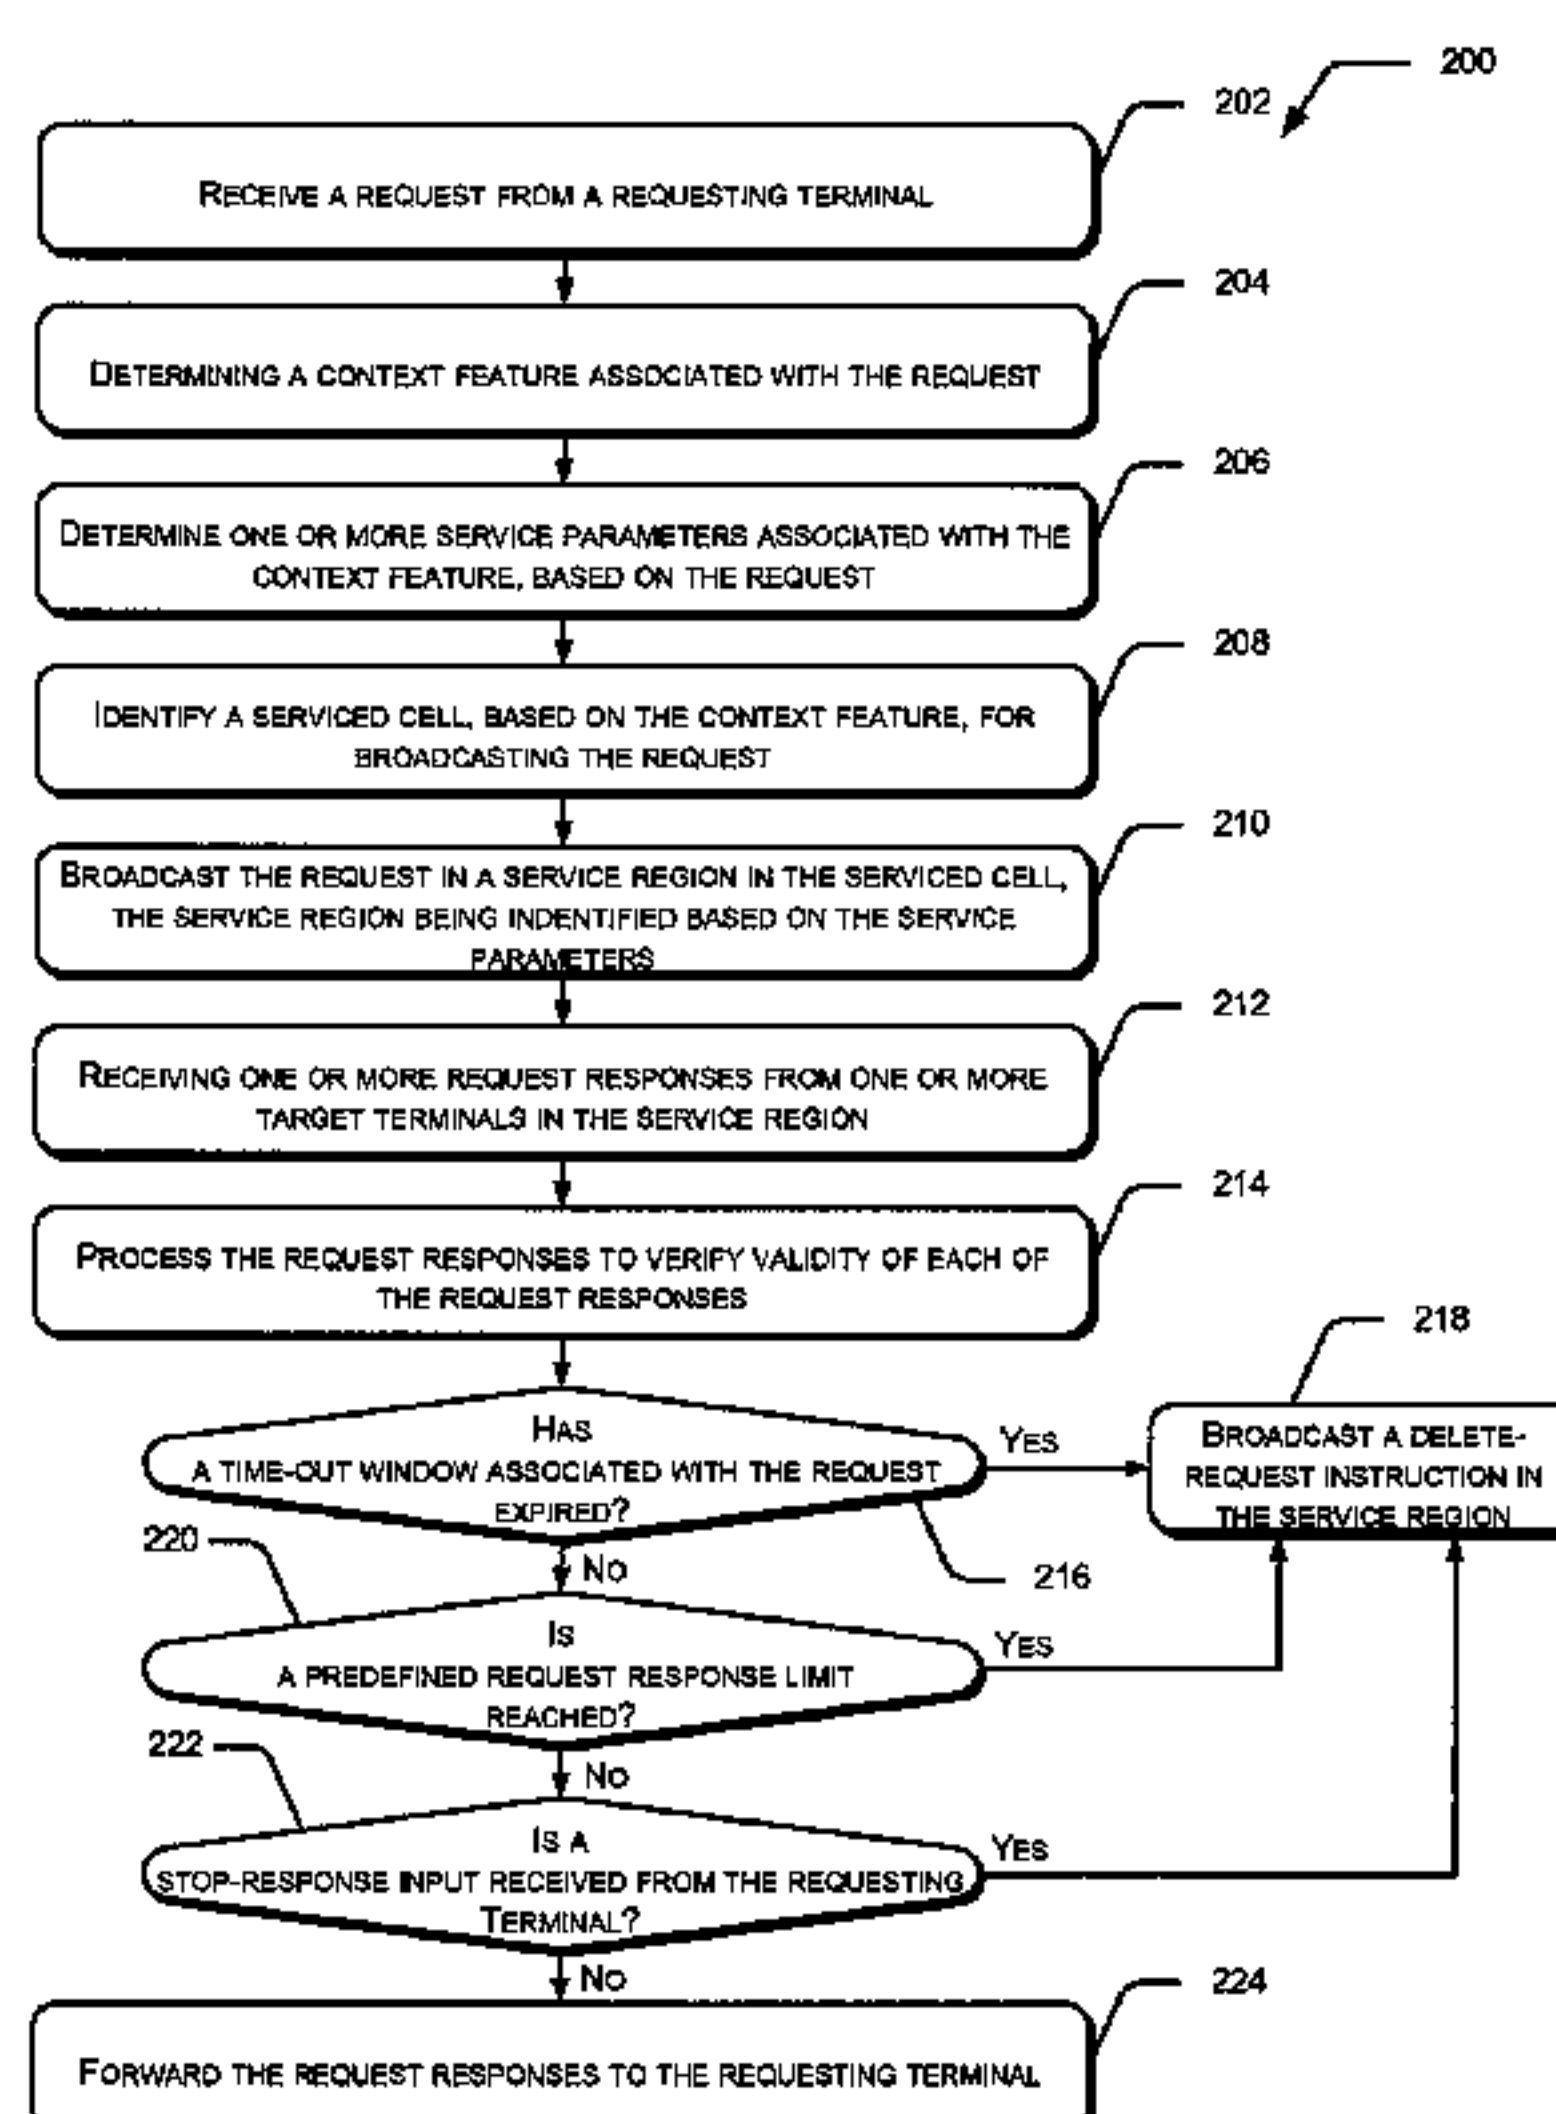 200
202
RECEIVE A REQUEST FROM A REQUESTING TERMINAL
204
DETERMINING A CONTEXT FEATURE ASSOCIATED WITH THE REQUEST
206
DETERMINE ONE OR MORE SERVICE PARAMETERS ASSOCIATED WITH THE
CONTEXT FEATURE, BASED ON THE REQUEST
208
IDENTIFY A SERVICED CELL, BASED ON THE CONTEXT FEATURE, FOR
BROADCASTING THE REQUEST
210
BROADCAST THE REQUEST IN A SERVICE REGION IN THE SERVICED CELL,
THE SERVICE REGION BEING INDENTIFIED BASED ON THE SERVICE
PARAMETERS
212
RECEIVING ONE OR MORE REQUEST RESPONSES FROM ONE OR MORE
TARGET TERMINALS IN THE SERVICE REGION
214
PROCESS THE REQUEST RESPONSES TO VERIFY VALIDITY OF EACH OF
THE REQUEST RESPONSES
218
BROADCAST A DELETE-
REQUEST INSTRUCTION IN
THE SERVICE REGION
HAS
A TIME-OUT WINDOW ASSOCIATED WITH THE REQUEST
EXPIRED?
YES
216
NO
220
IS
A PREDEFINED REQUEST RESPONSE LIMIT
REACHED?
YES
NO
222
IS A
STOP-RESPONSE INPUT RECEIVED FROM THE REQUESTING
TERMINAL?
YES
NO
224
FORWARD THE REQUEST RESPONSES TO THE REQUESTING TERMINAL